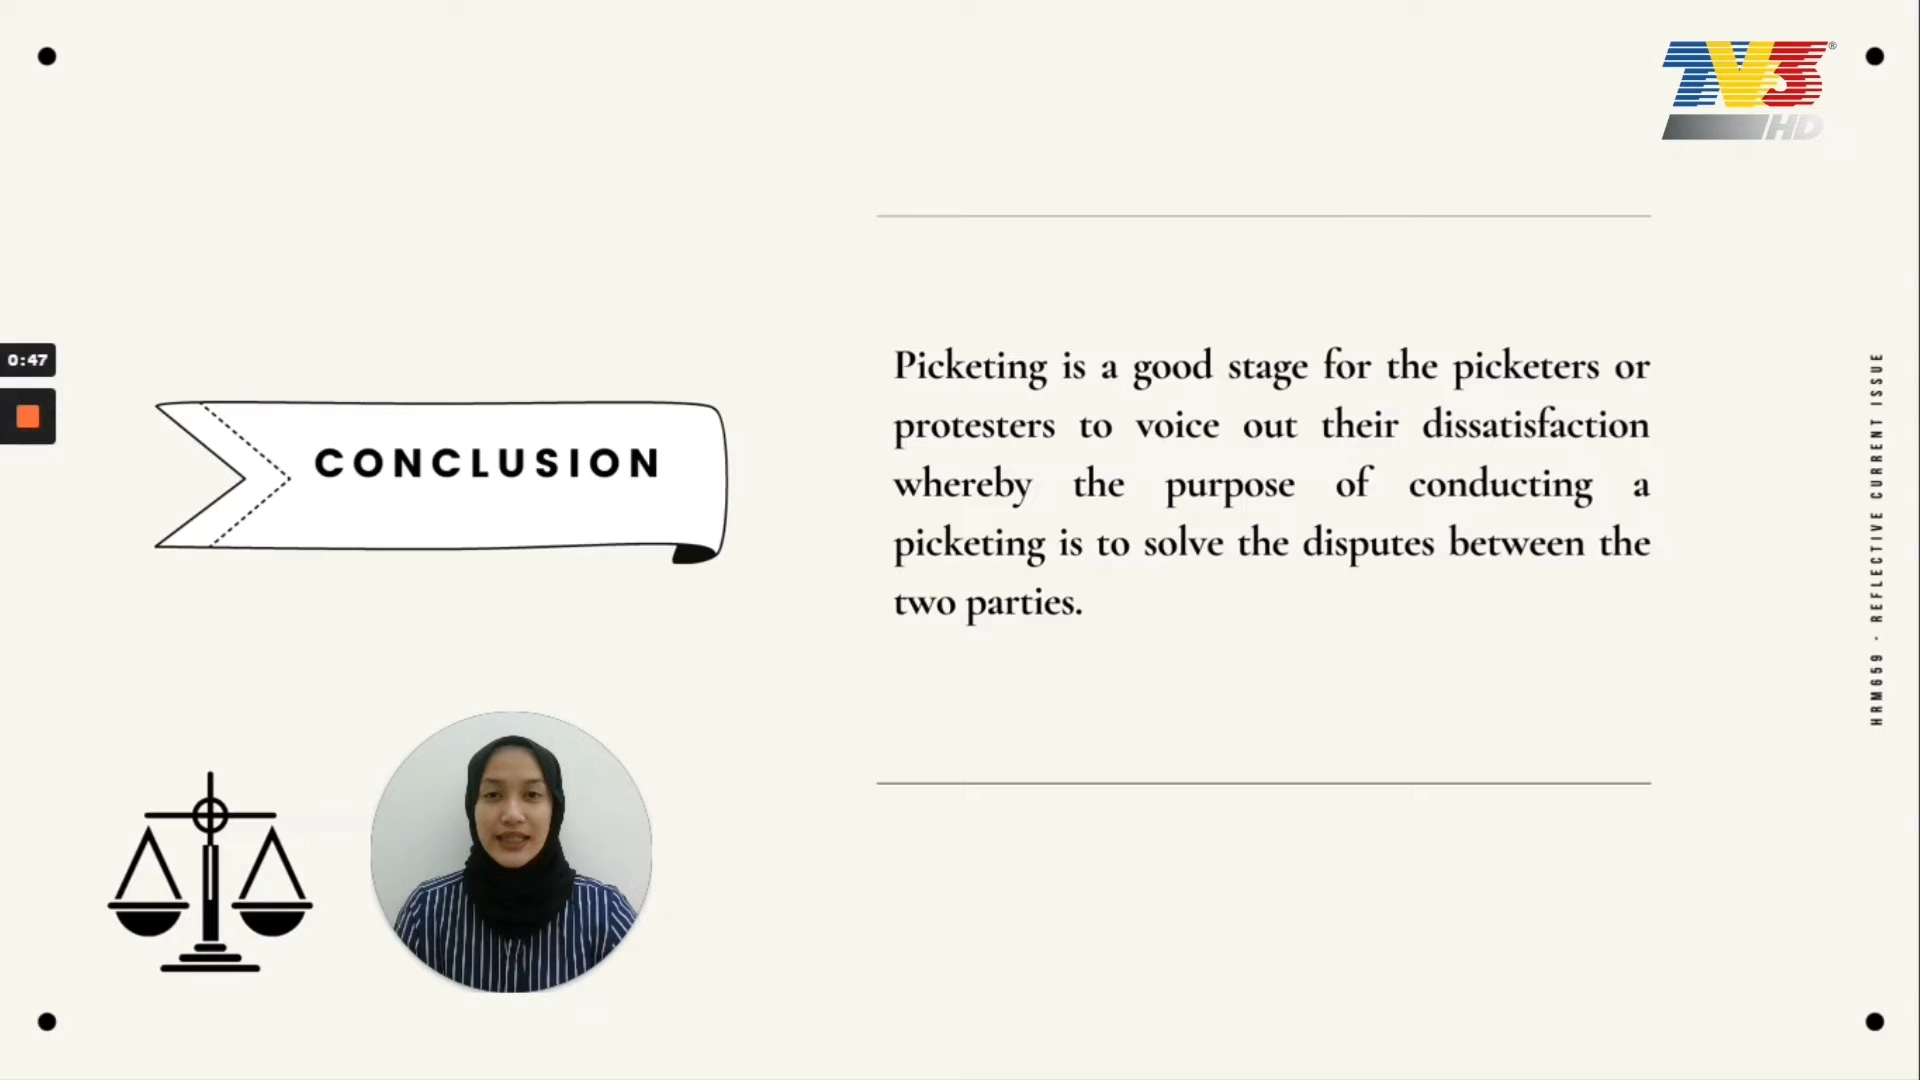 TV3®
HD
0:47
CONCLUSION
Picketing is a good stage for the picketers or
protesters to voice out their dissatisfaction
whereby the purpose of conducting a
picketing is to solve the disputes between the
two parties.
HRM659 - REFLECTIVE CURRENT ISSUE